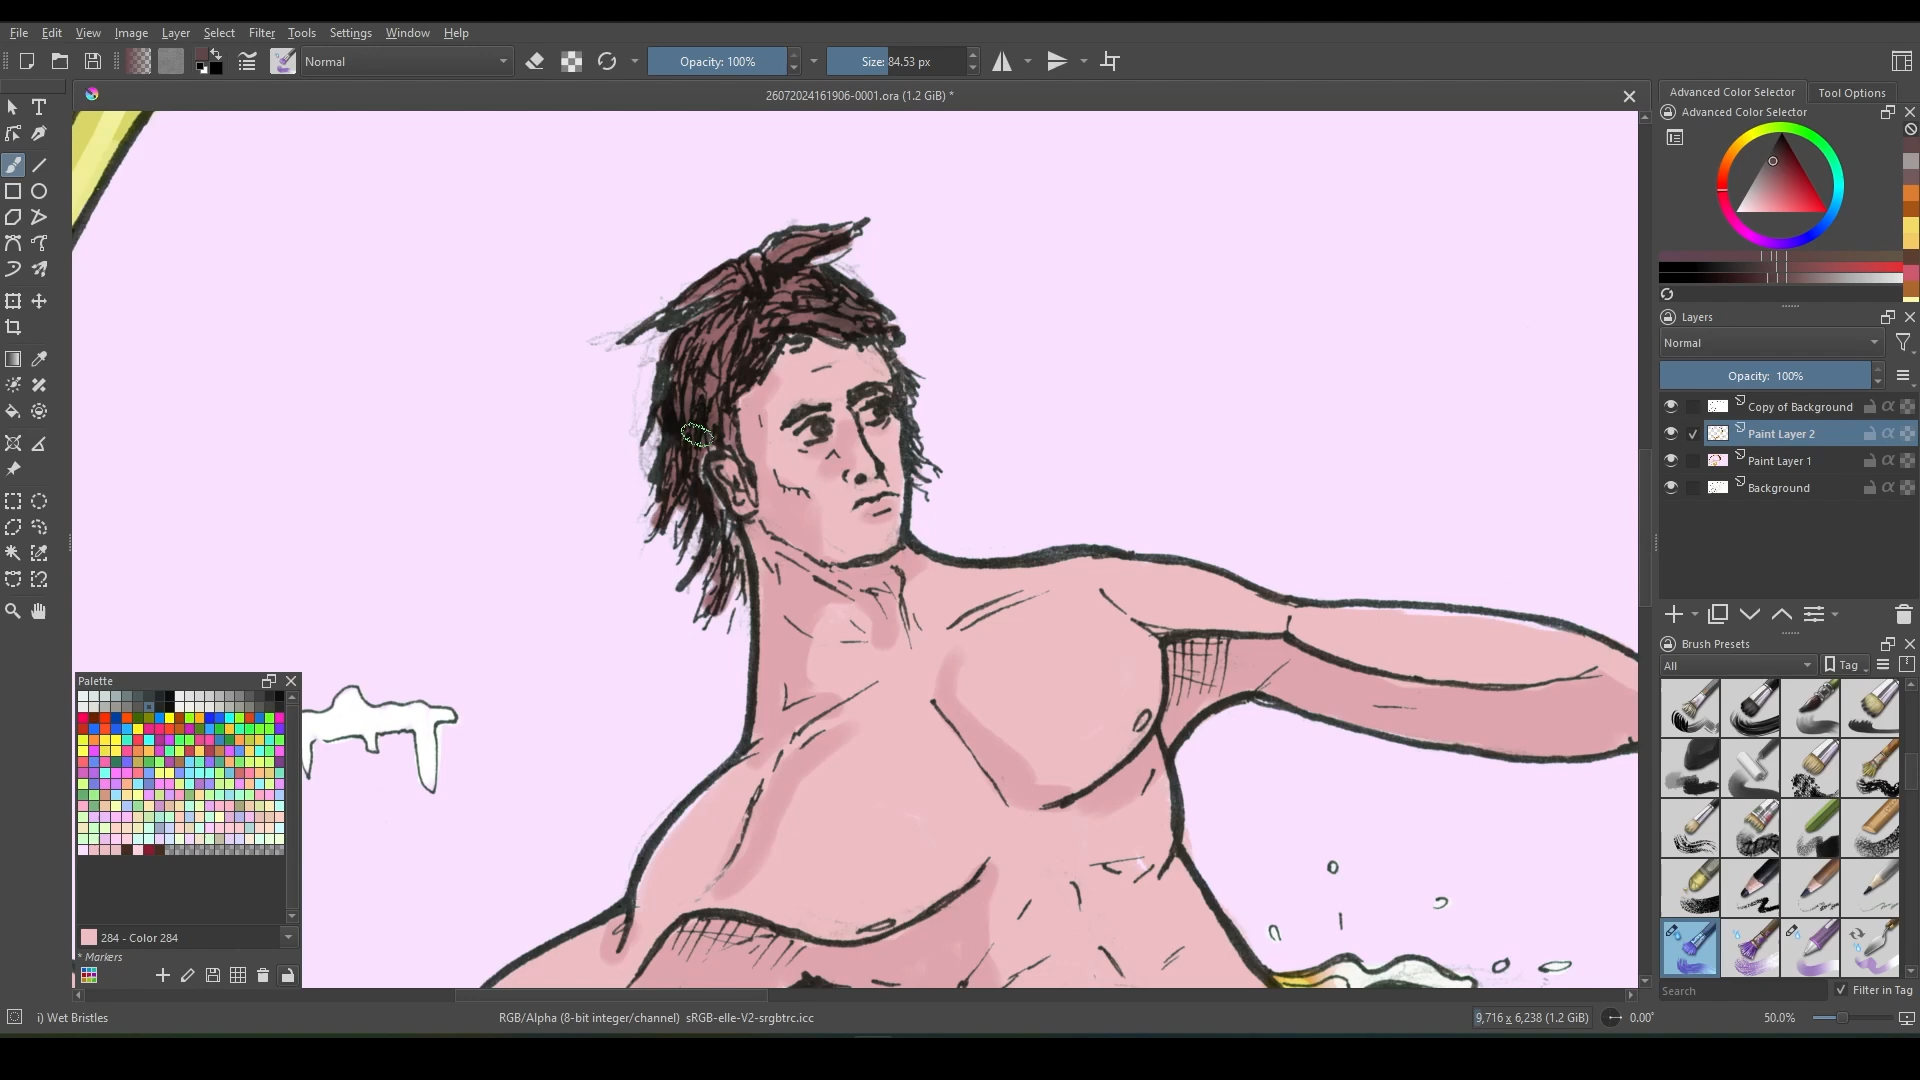 File Edit View Image Layer Select Filter Tools Settings Window Help
Normal
Opacity: 100%
Size: 84.53 px
26072024161906-0001.ora (1.2 GiB) *
Advanced Color Selector
Tool Options
Advanced Color Selector
Layers
Normal
Opacity: 100%
Copy of Background
Paint Layer 2
Paint Layer 1
Background
Brush Presets
All
Tag
Search
Filter in Tag
Palette
284 - Color 284
* Markers
i) Wet Bristles
RGB/Alpha (8-bit integer/channel) sRGB-elle-V2-srgbtrc.icc
9,716 x 6,238 (1.2 GiB)
0.00°
50.0%